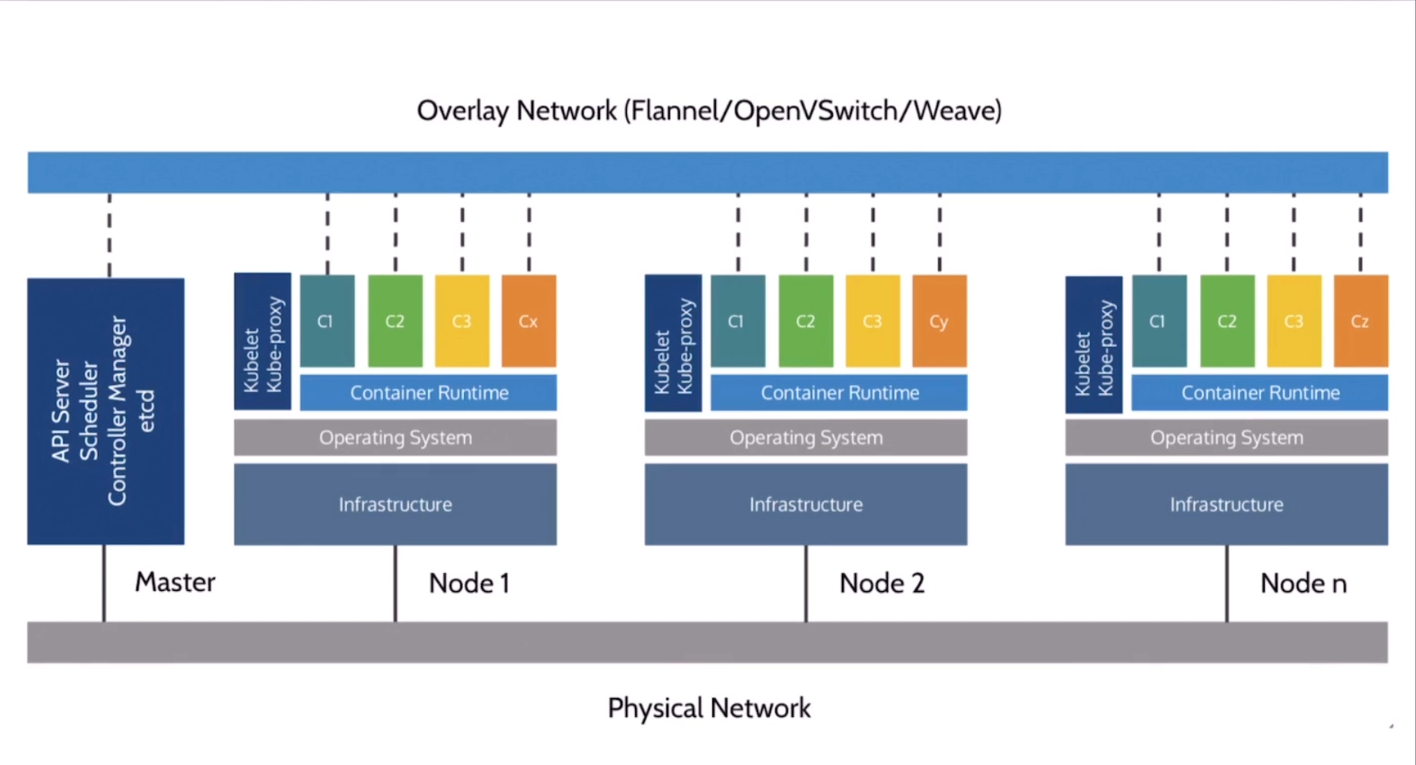 Overlay Network (Flannel/OpenVSwitch/Weave)
API Server
Scheduler
Controller Manager
etcd
Kubelet
Kube-proxy
C1
C2
C3
Cx
Container Runtime
Operating System
Infrastructure
Kubelet
Kube-proxy
C1
C2
C3
Cy
Container Runtime
Operating System
Infrastructure
Kubelet
Kube-proxy
C1
C2
C3
Cz
Container Runtime
Operating System
Infrastructure
Master
Node 1
Node 2
Node n
Physical Network